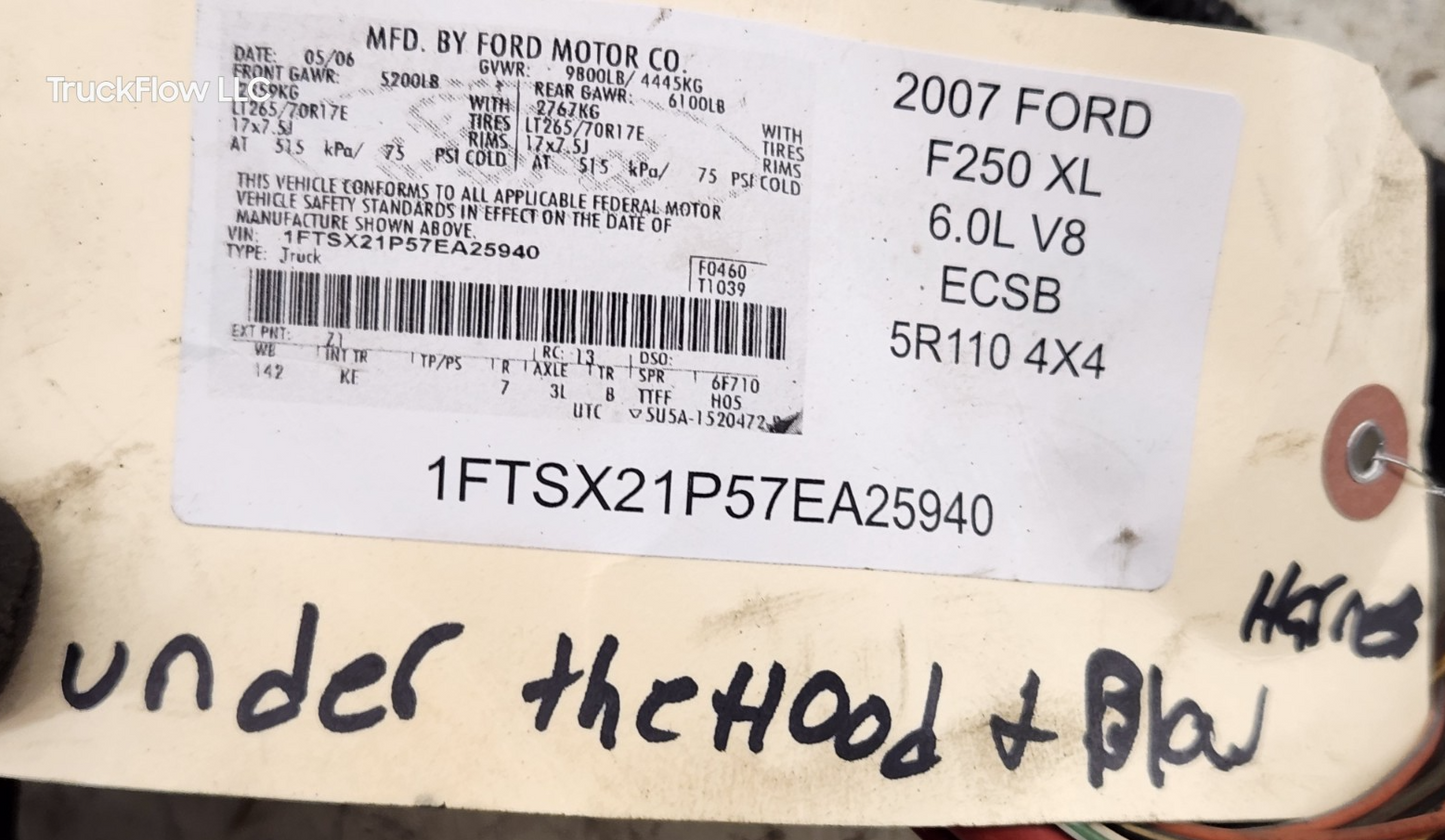 TruckFlow LLC
MFD. BY FORD MOTOR CO.
DATE: 05/06 GVWR: 9800LB/ 4445KG
FRONT GAWR: 5200LB REAR GAWR: 6100LB
WITH 2767KG WITH
LT265/70R17E TIRES LT265/70R17E TIRES
17x7.5J RIMS 17x7.5J RIMS
AT 515 kPa/ 75 PSI COLD AT 515 kPa/ 75 PSI COLD
THIS VEHICLE CONFORMS TO ALL APPLICABLE FEDERAL MOTOR
VEHICLE SAFETY STANDARDS IN EFFECT ON THE DATE OF
MANUFACTURE SHOWN ABOVE.
VIN: 1FTSX21P57EA25940
TYPE: Truck
F0460
T1039
EXT PNT: Z1 RC: 13 DSO:
WB INT TR TP/PS R AXLE TR SPR 6F710
142 KE 7 3L B TTFF H05
UTC ▽5U5A-1520472
2007 FORD
F250 XL
6.0L V8
ECSB
5R110 4X4
1FTSX21P57EA25940
under the Hood &